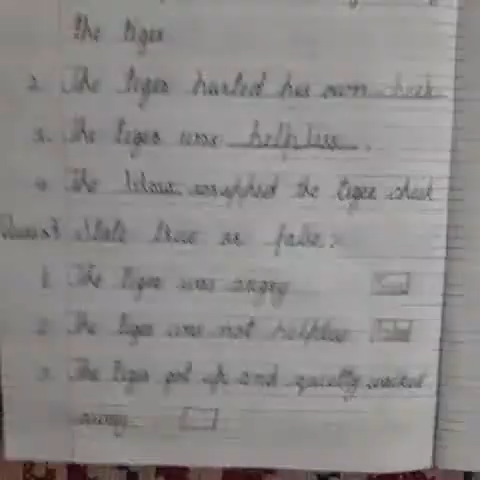 the tiger
2. The tiger hurted his own cheek
3. The tiger was helpless.
4. The wrapped the tiger cheek
State true or false:
1. The tiger was angry
2. The tiger was not helpless
3. The tiger got up and quietly walked
away